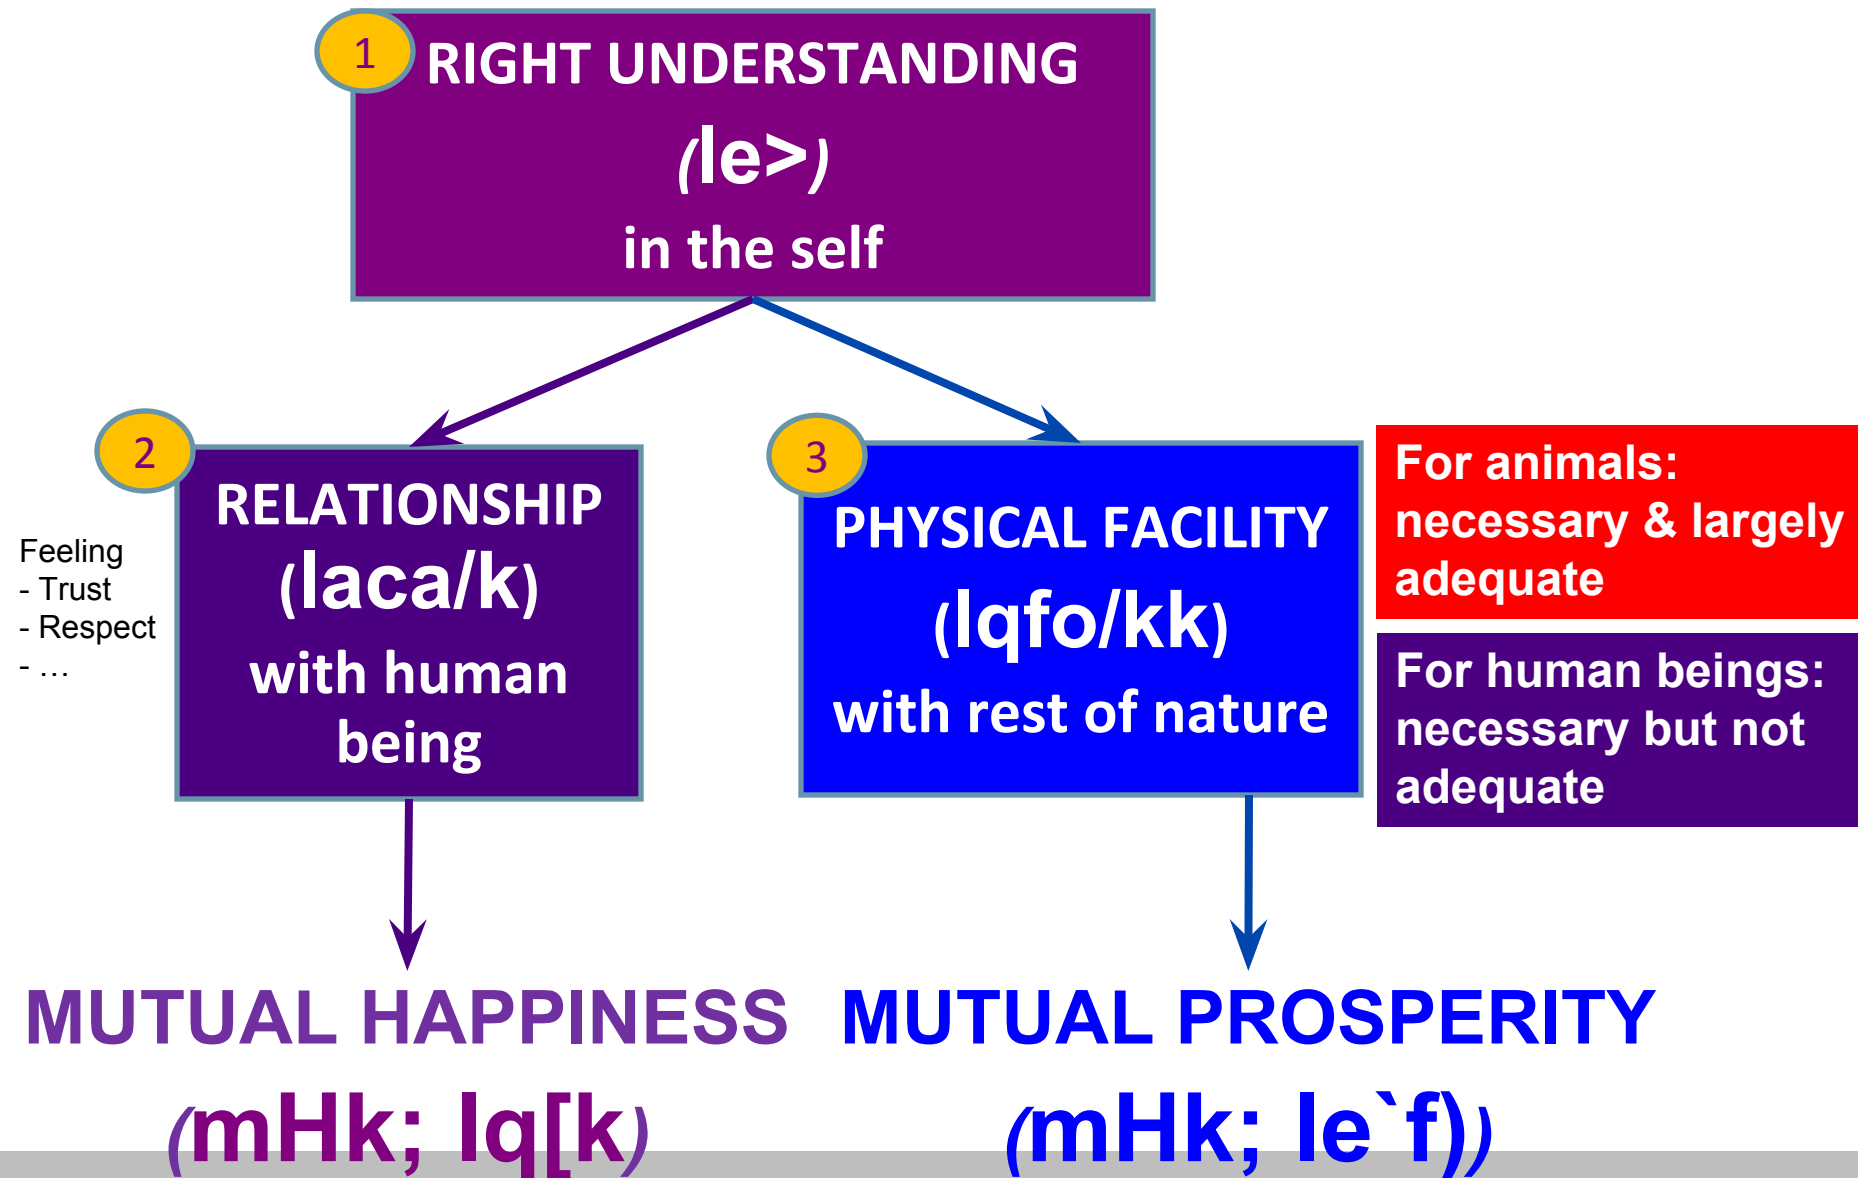 1
RIGHT UNDERSTANDING
(le>)
in the self
2
RELATIONSHIP
(laca/k)
with human
being
Feeling
- Trust
- Respect
- …
3
PHYSICAL FACILITY
(lqfo/kk)
with rest of nature
For animals:
necessary & largely
adequate
For human beings:
necessary but not
adequate
MUTUAL HAPPINESS
(mHk; lq[k)
MUTUAL PROSPERITY
(mHk; le`f))